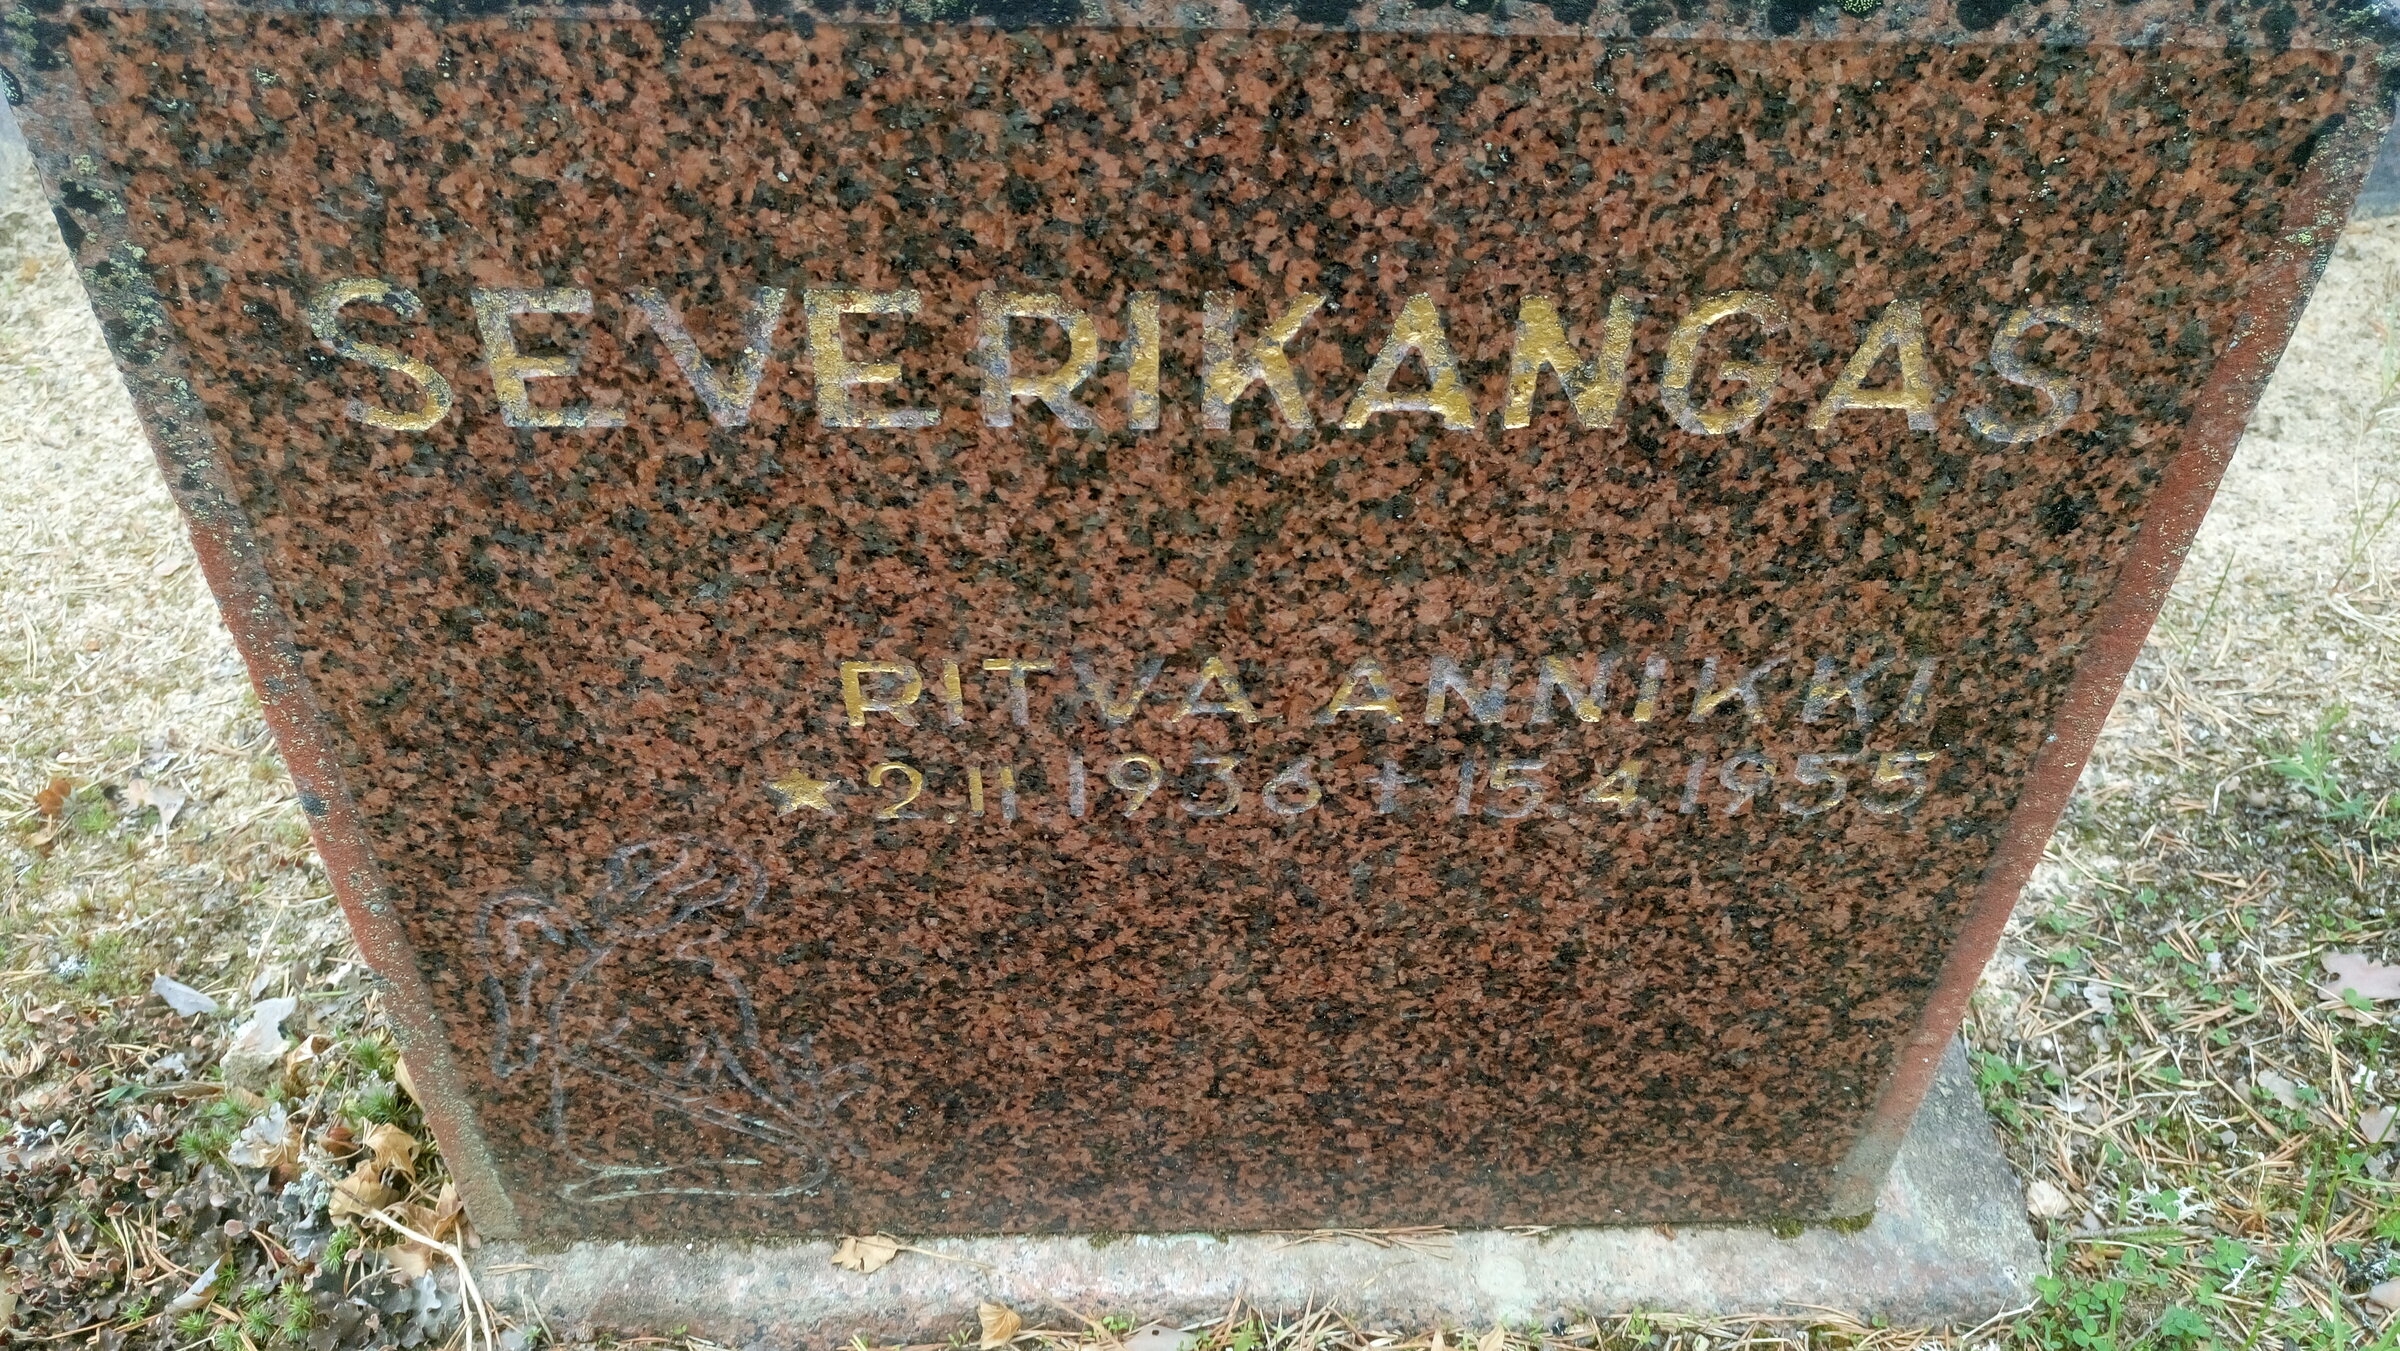 SEVERIKANGAS
RITVA ANNIKKI
★ 2.11.1936 + 15.4.1955